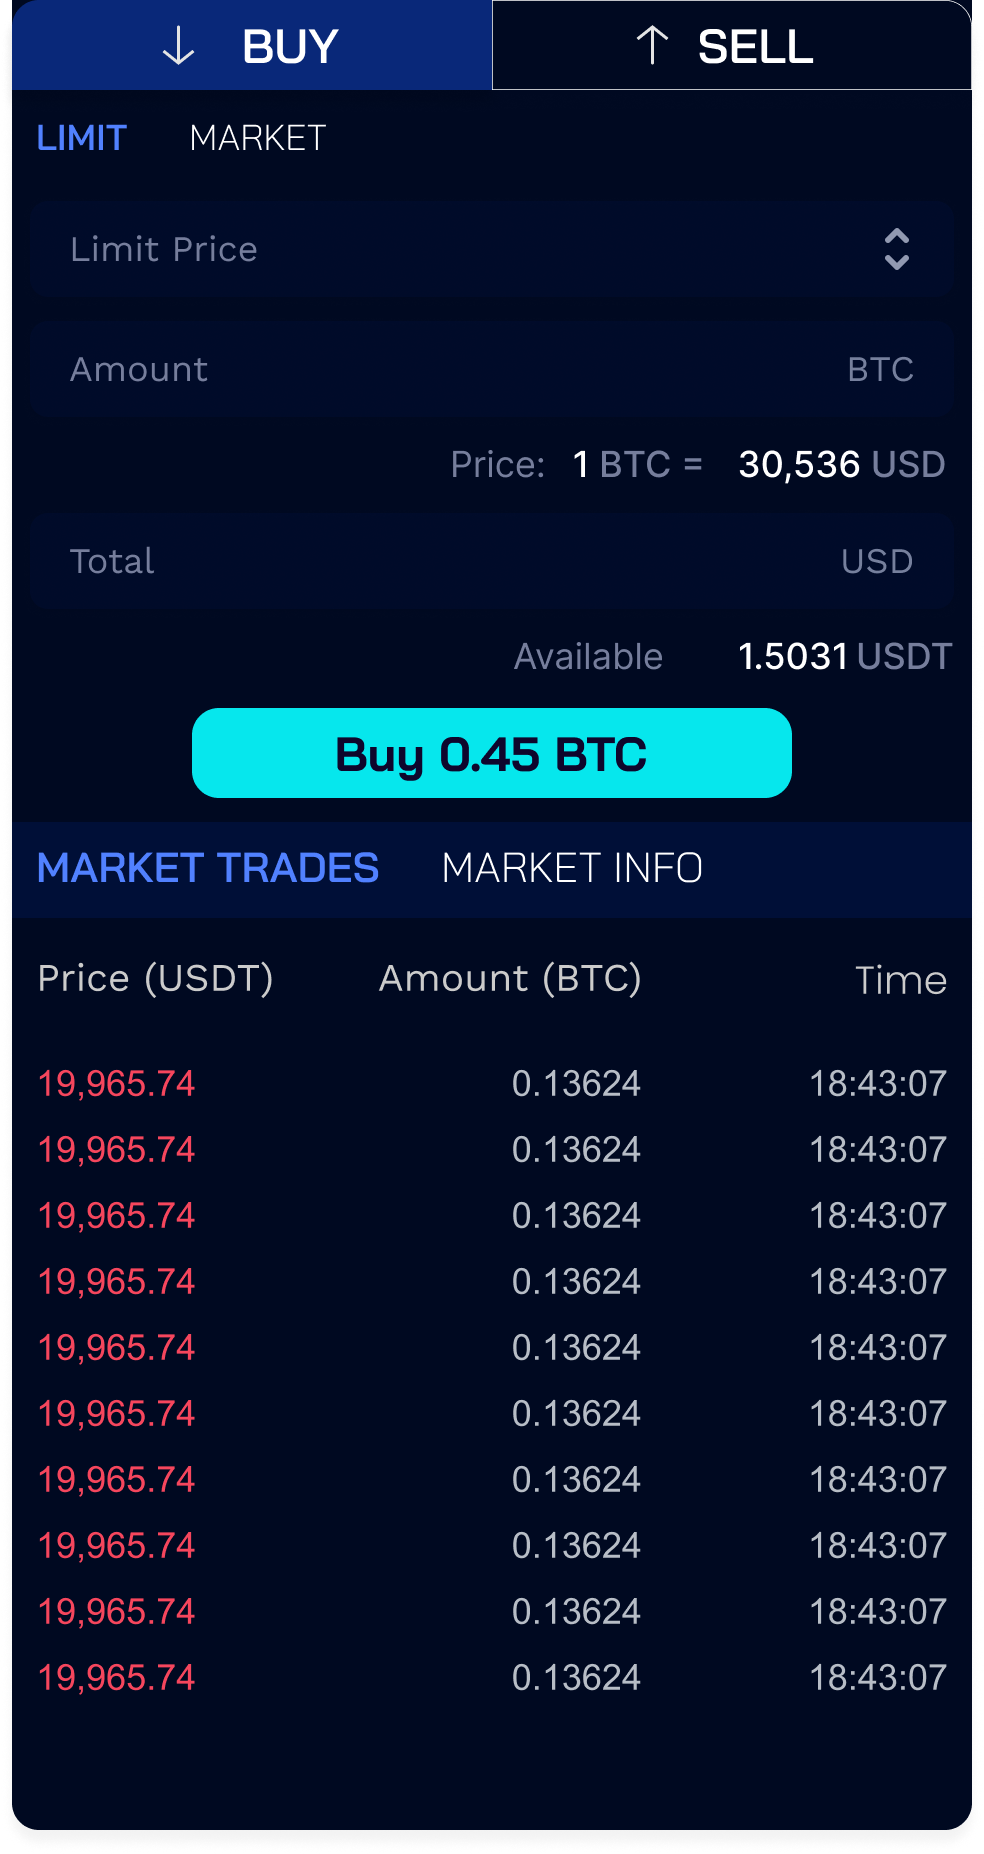 BUY SELL
LIMIT MARKET
Limit Price
Amount BTC
Price: 1 BTC = 30,536 USD
Total USD
Available 1.5031 USDT
Buy 0.45 BTC
MARKET TRADES MARKET INFO
Price (USDT) Amount (BTC) Time
19,965.74 0.13624 18:43:07
19,965.74 0.13624 18:43:07
19,965.74 0.13624 18:43:07
19,965.74 0.13624 18:43:07
19,965.74 0.13624 18:43:07
19,965.74 0.13624 18:43:07
19,965.74 0.13624 18:43:07
19,965.74 0.13624 18:43:07
19,965.74 0.13624 18:43:07
19,965.74 0.13624 18:43:07